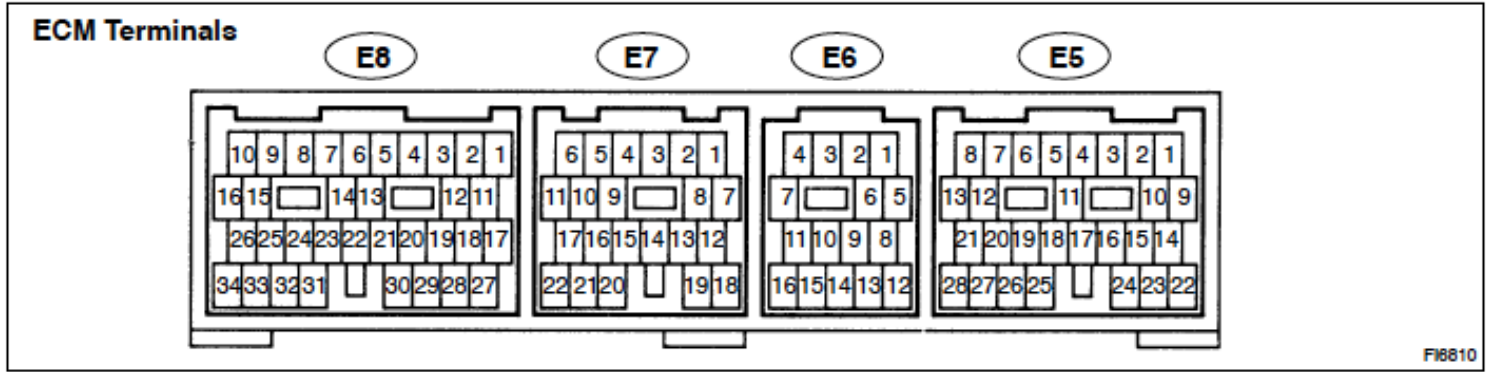 ECM Terminals
E8 E7 E6 E5
10 9 8 7 6 5 4 3 2 1 6 5 4 3 2 1 4 3 2 1 8 7 6 5 4 3 2 1
16 15 14 13 12 11 11 10 9 8 7 7 6 5 13 12 11 10 9
26 25 24 23 22 21 20 19 18 17 17 16 15 14 13 12 11 10 9 8 21 20 19 18 17 16 15 14
34 33 32 31 30 29 28 27 22 21 20 19 18 16 15 14 13 12 28 27 26 25 24 23 22
FI6810